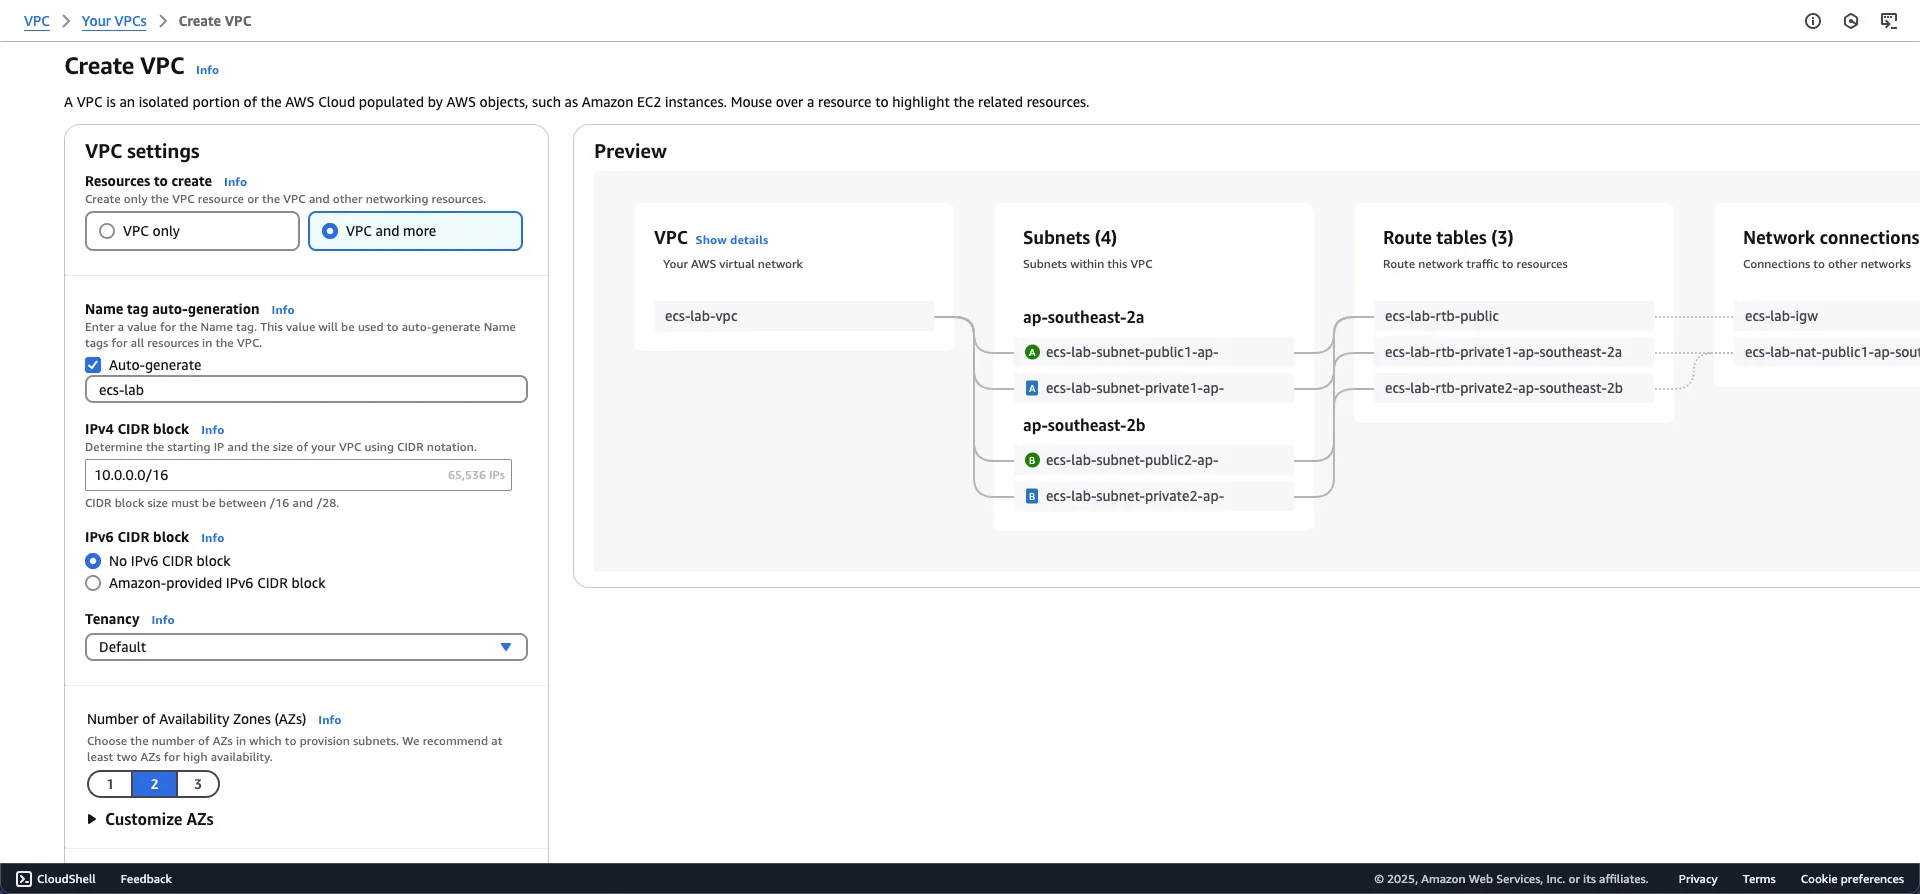 VPC > Your VPCs > Create VPC
Create VPC Info
A VPC is an isolated portion of the AWS Cloud populated by AWS objects, such as Amazon EC2 instances. Mouse over a resource to highlight the related resources.
VPC settings
Resources to create Info
Create only the VPC resource or the VPC and other networking resources.
VPC only
VPC and more
Name tag auto-generation Info
Enter a value for the Name tag. This value will be used to auto-generate Name
tags for all resources in the VPC.
Auto-generate
ecs-lab
IPv4 CIDR block Info
Determine the starting IP and the size of your VPC using CIDR notation.
10.0.0.0/16 65,536 IPs
CIDR block size must be between /16 and /28.
IPv6 CIDR block Info
No IPv6 CIDR block
Amazon-provided IPv6 CIDR block
Tenancy Info
Default
Number of Availability Zones (AZs) Info
Choose the number of AZs in which to provision subnets. We recommend at
least two AZs for high availability.
1 2 3
Customize AZs
Preview
VPC Show details
Your AWS virtual network
ecs-lab-vpc
Subnets (4)
Subnets within this VPC
ap-southeast-2a
A ecs-lab-subnet-public1-ap-
A ecs-lab-subnet-private1-ap-
ap-southeast-2b
B ecs-lab-subnet-public2-ap-
B ecs-lab-subnet-private2-ap-
Route tables (3)
Route network traffic to resources
ecs-lab-rtb-public
ecs-lab-rtb-private1-ap-southeast-2a
ecs-lab-rtb-private2-ap-southeast-2b
Network connections
Connections to other networks
ecs-lab-igw
ecs-lab-nat-public1-ap-sout
CloudShell Feedback © 2025, Amazon Web Services, Inc. or its affiliates. Privacy Terms Cookie preferences